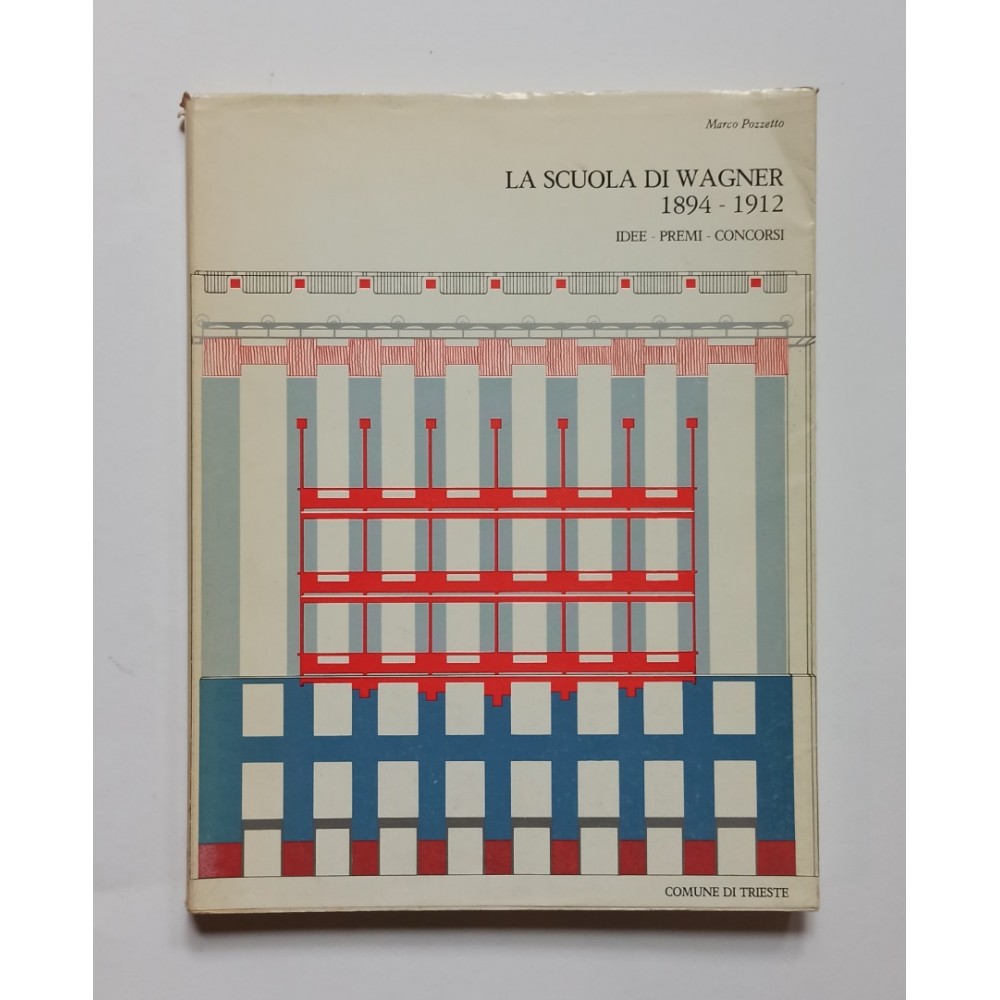 Marco Pozzetto
LA SCUOLA DI WAGNER
1894 - 1912
IDEE - PREMI - CONCORSI
COMUNE DI TRIESTE